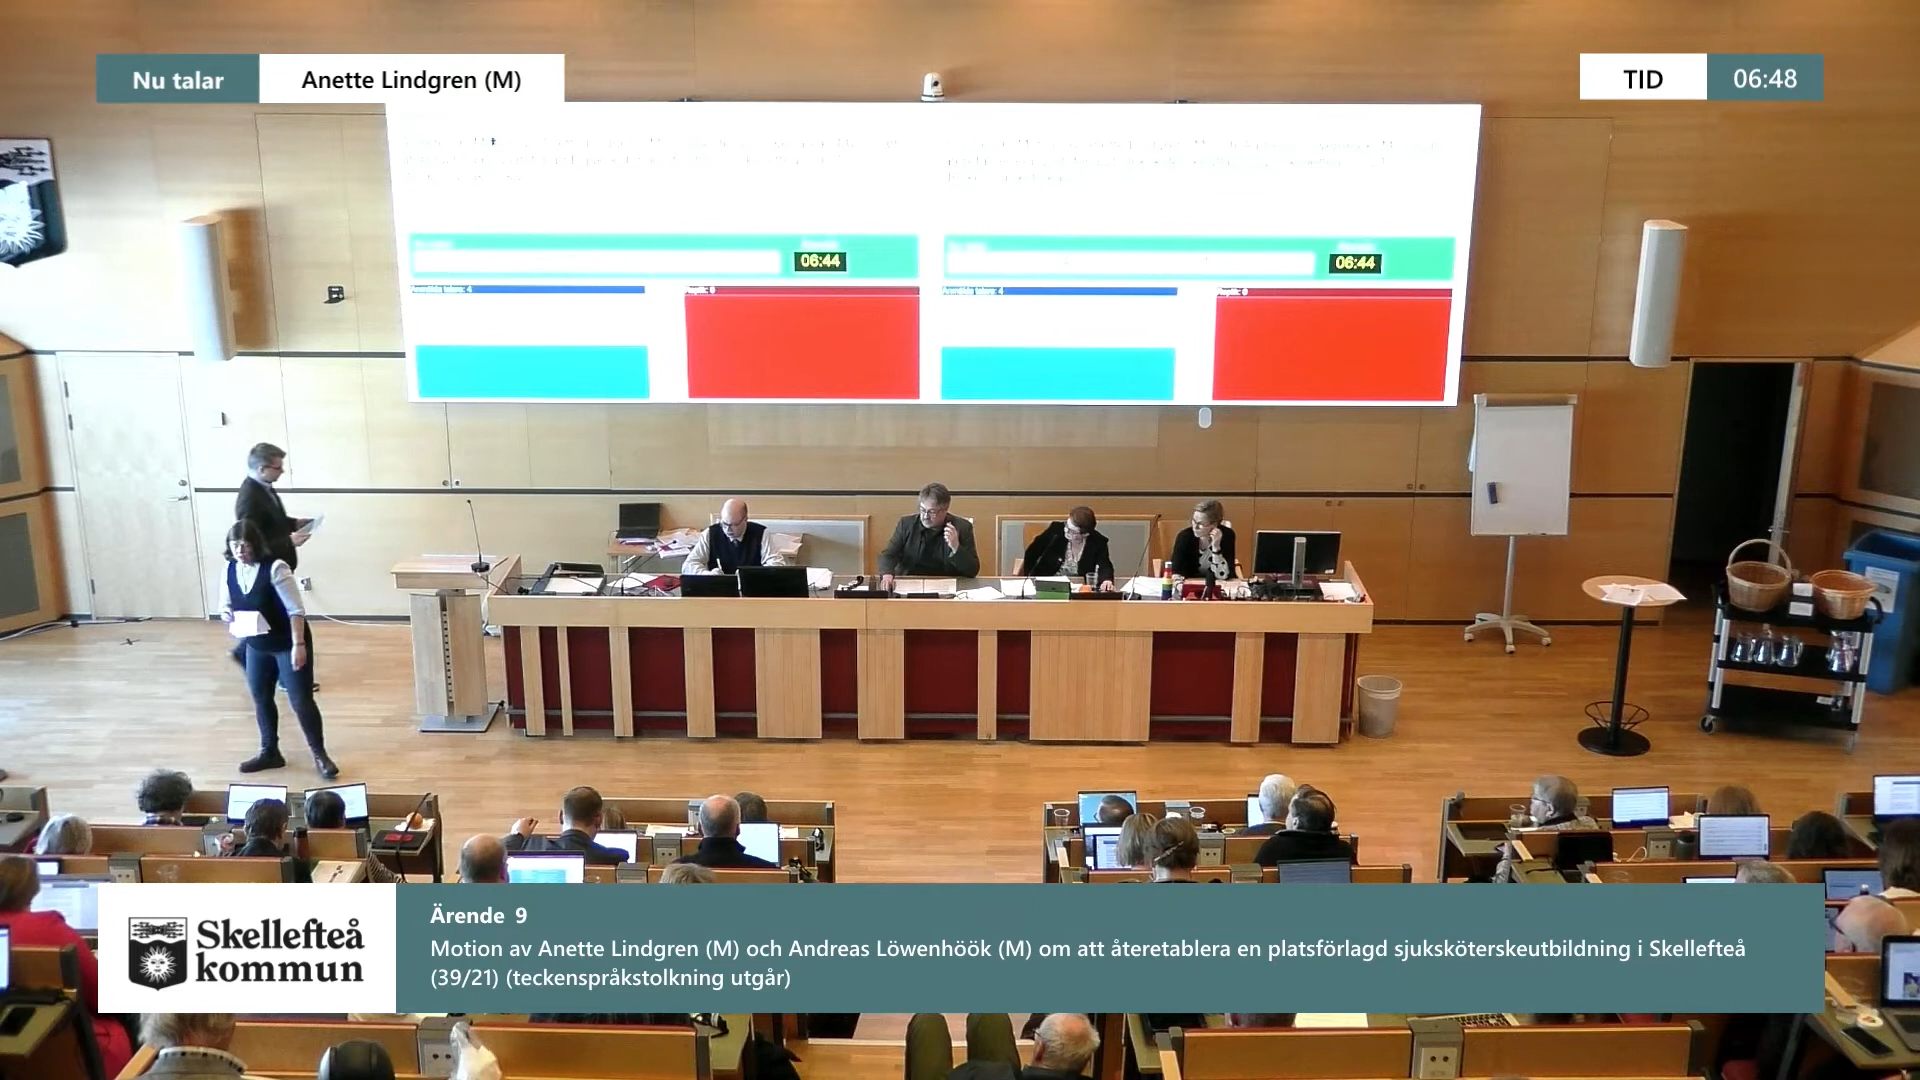 Nu talar
Anette Lindgren (M)
TID
06:48
06:44
06:44
Skellefteå
kommun
Ärende 9
Motion av Anette Lindgren (M) och Andreas Löwenhöök (M) om att återetablera en platsförlagd sjuksköterskeutbildning i Skellefteå
(39/21) (teckenspråkstolkning utgår)